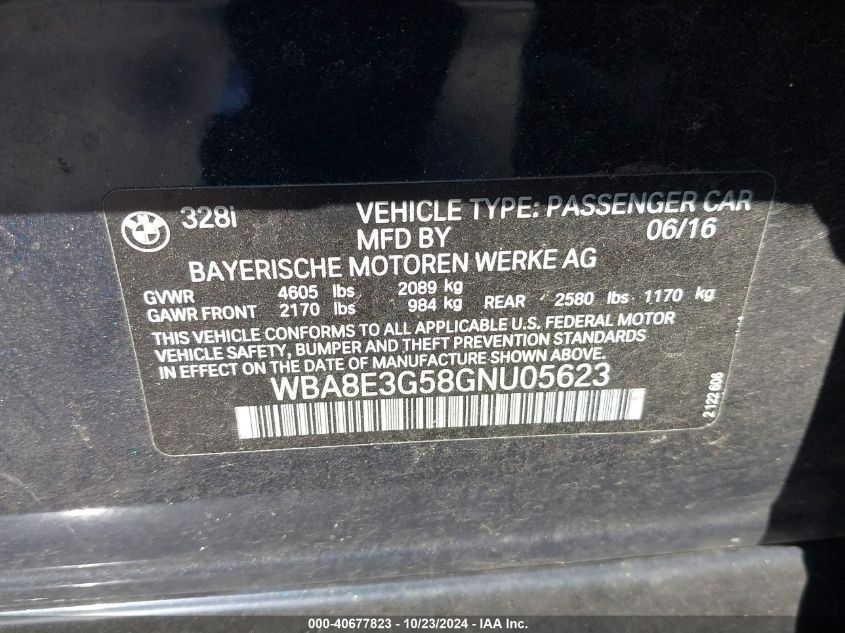 328i VEHICLE TYPE: PASSENGER CAR
MFD BY 06/16
BAYERISCHE MOTOREN WERKE AG
GVWR 4605 lbs 2089 kg
GAWR FRONT 2170 lbs 984 kg REAR 2580 lbs 1170 kg
THIS VEHICLE CONFORMS TO ALL APPLICABLE U.S. FEDERAL MOTOR
VEHICLE SAFETY, BUMPER AND THEFT PREVENTION STANDARDS
IN EFFECT ON THE DATE OF MANUFACTURE SHOWN ABOVE.
WBA8E3G58GNU05623
2 122 606
000-40677823 - 10/23/2024 - IAA Inc.